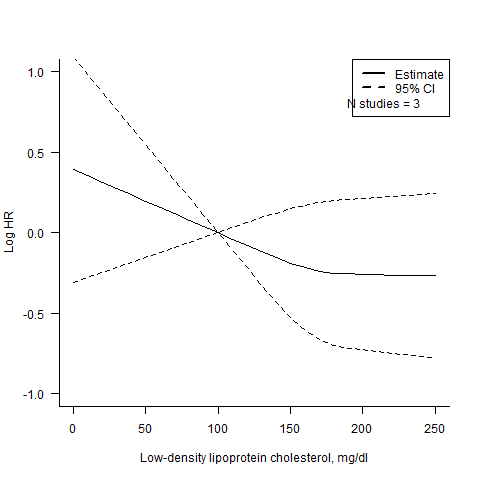 Estimate
95% CI
N studies = 3
1.0
0.5
0.0
-0.5
-1.0
Log HR
0 50 100 150 200 250
Low-density lipoprotein cholesterol, mg/dl